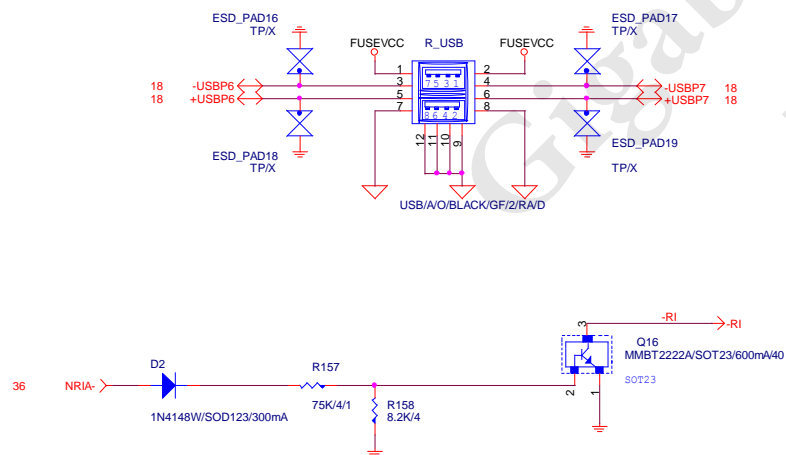 ESD_PAD16
TP/X
FUSEVCC
R_USB
FUSEVCC
ESD_PAD17
TP/X
1
2
18
-USBP6
3
7 5 3 1
4
-USBP7
18
18
+USBP6
5
6
+USBP7
18
7
8 6 4 2
8
12
11
10
9
ESD_PAD18
TP/X
ESD_PAD19
TP/X
USB/A/O/BLACK/GF/2/RA/D
Gigab
-RI
-RI
3
Q16
MMBT2222A/SOT23/600mA/40
SOT23
D2
R157
36
NRIA-
2
1
75K/4/1
R158
8.2K/4
1N4148W/SOD123/300mA